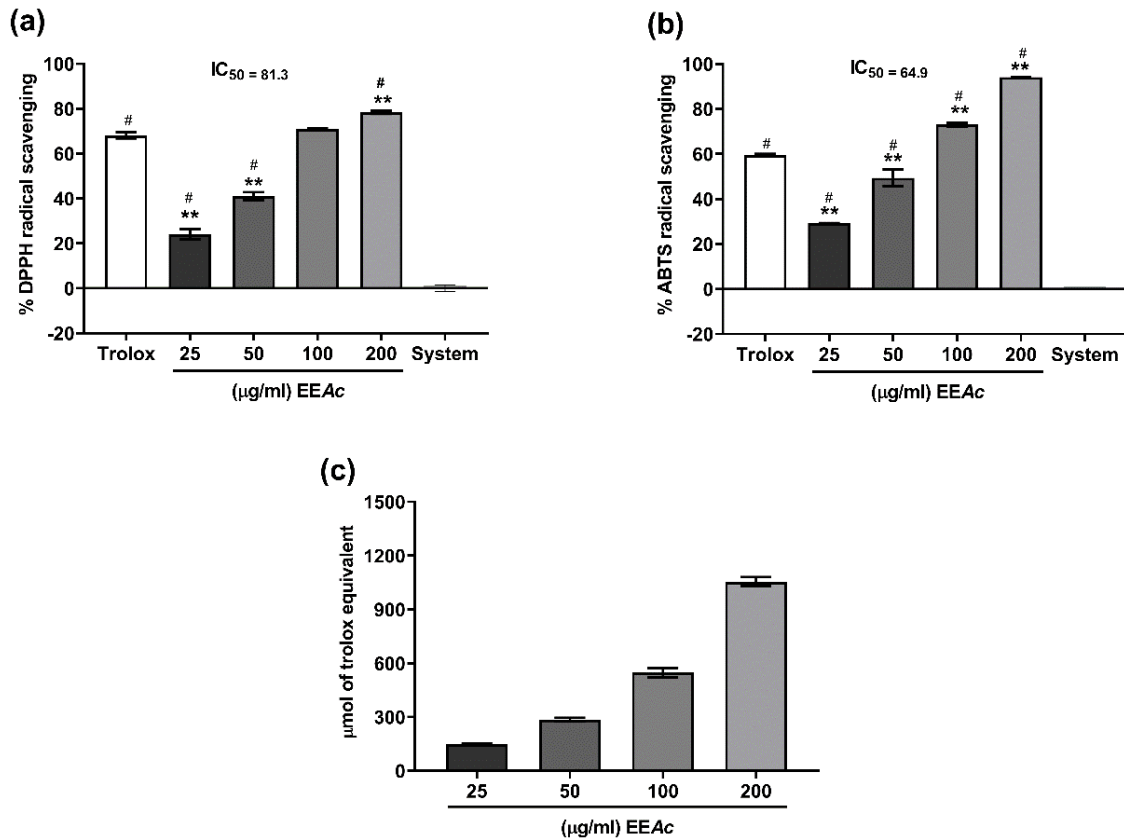 (a)
IC50 = 81.3
% DPPH radical scavenging
100
80
60
40
20
0
-20
#
#
**
#
**
#
**
Trolox 25 50 100 200 System
(μg/ml) EEAc
(b)
IC50 = 64.9
% ABTS radical scavenging
100
80
60
40
20
0
-20
#
#
**
#
**
#
**
#
**
Trolox 25 50 100 200 System
(μg/ml) EEAc
(c)
μmol of trolox equivalent
1500
1200
900
600
300
0
25 50 100 200
(μg/ml) EEAc